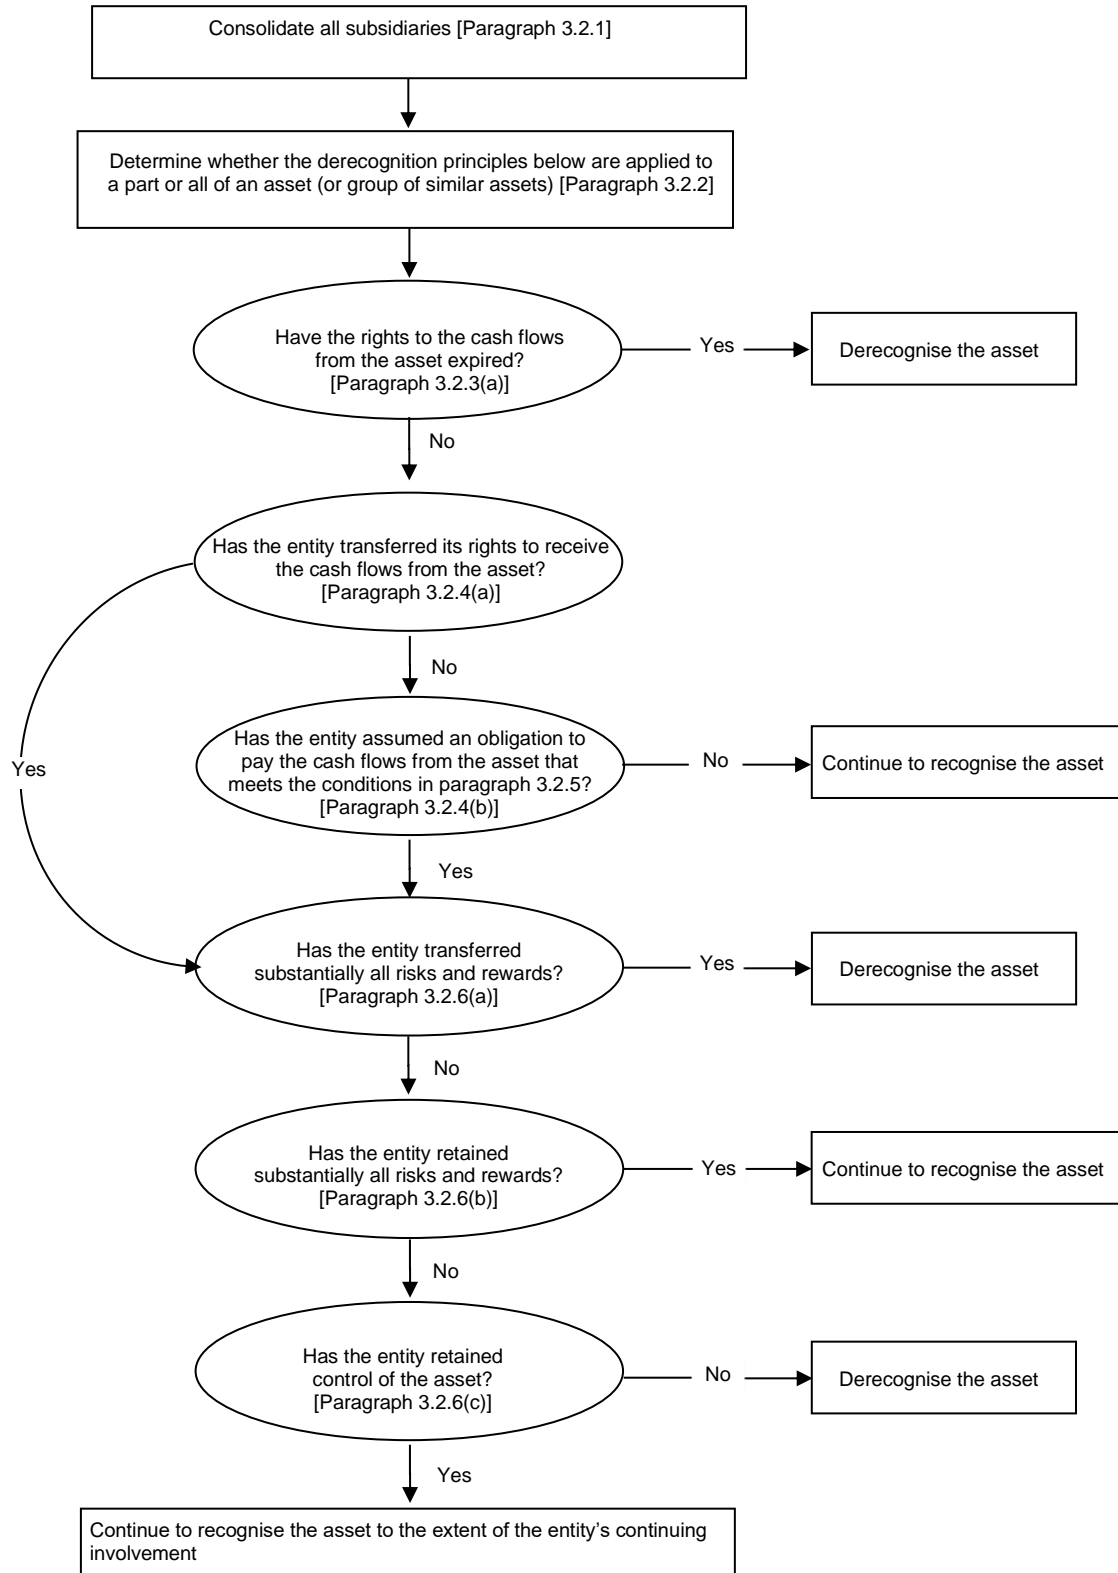 Consolidate all subsidiaries [Paragraph 3.2.1]
Determine whether the derecognition principles below are applied to
a part or all of an asset (or group of similar assets) [Paragraph 3.2.2]
Have the rights to the cash flows
from the asset expired?
[Paragraph 3.2.3(a)]
Yes
Derecognise the asset
No
Has the entity transferred its rights to receive
the cash flows from the asset?
[Paragraph 3.2.4(a)]
No
Yes
Has the entity assumed an obligation to
pay the cash flows from the asset that
meets the conditions in paragraph 3.2.5?
[Paragraph 3.2.4(b)]
No
Continue to recognise the asset
Yes
Has the entity transferred
substantially all risks and rewards?
[Paragraph 3.2.6(a)]
Yes
Derecognise the asset
No
Has the entity retained
substantially all risks and rewards?
[Paragraph 3.2.6(b)]
Yes
Continue to recognise the asset
No
Has the entity retained
control of the asset?
[Paragraph 3.2.6(c)]
No
Derecognise the asset
Yes
Continue to recognise the asset to the extent of the entity’s continuing
involvement